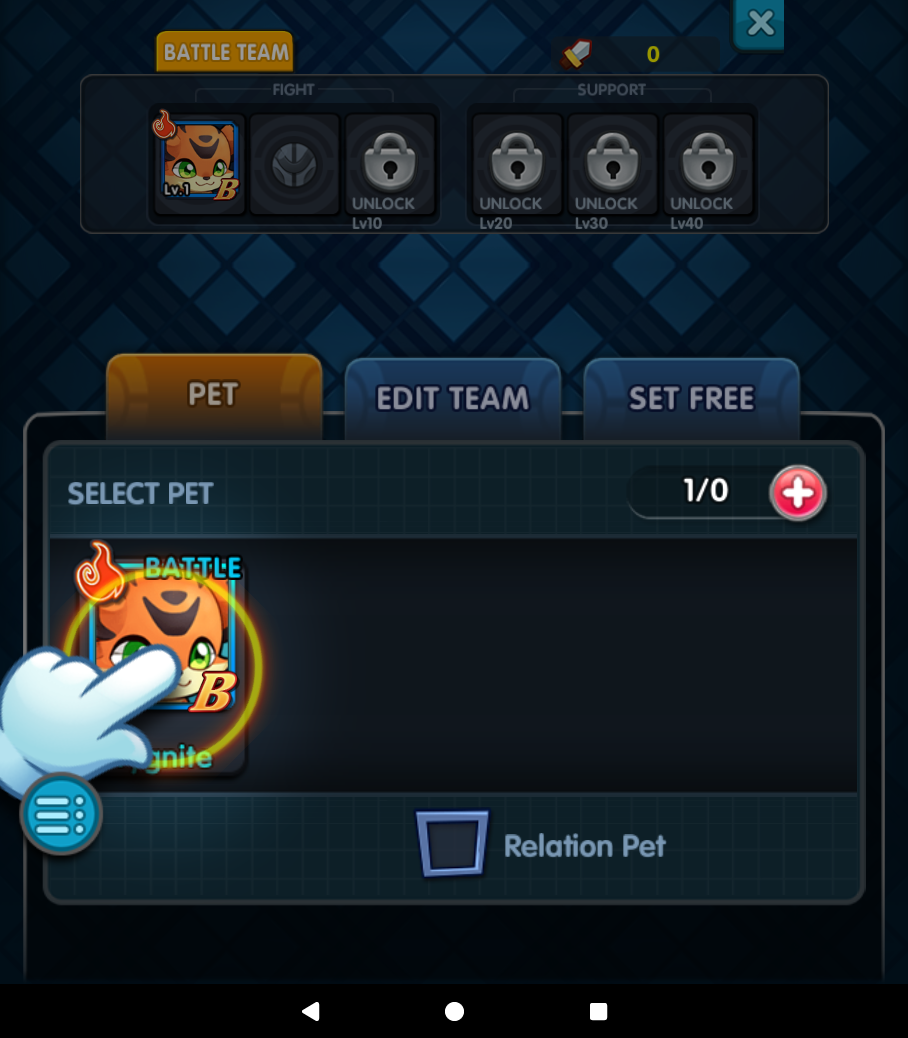 BATTLE TEAM
0
FIGHT
SUPPORT
Lv.1
B
UNLOCK
Lv10
UNLOCK
Lv20
UNLOCK
Lv30
UNLOCK
Lv40
PET
EDIT TEAM
SET FREE
SELECT PET
1/0
BATTLE
B
gnite
Relation Pet